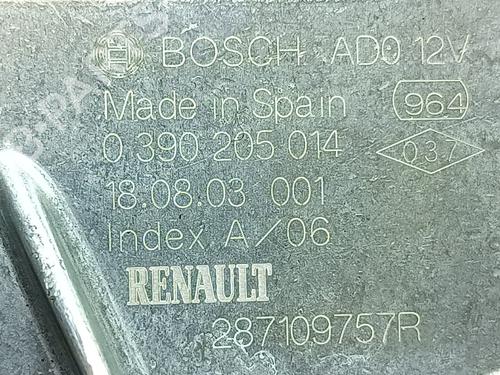 BOSCH AD0 12V
Made in Spain 964
0 390 205 014 037
18.08.03 001
Index A/06
RENAULT
287109757R